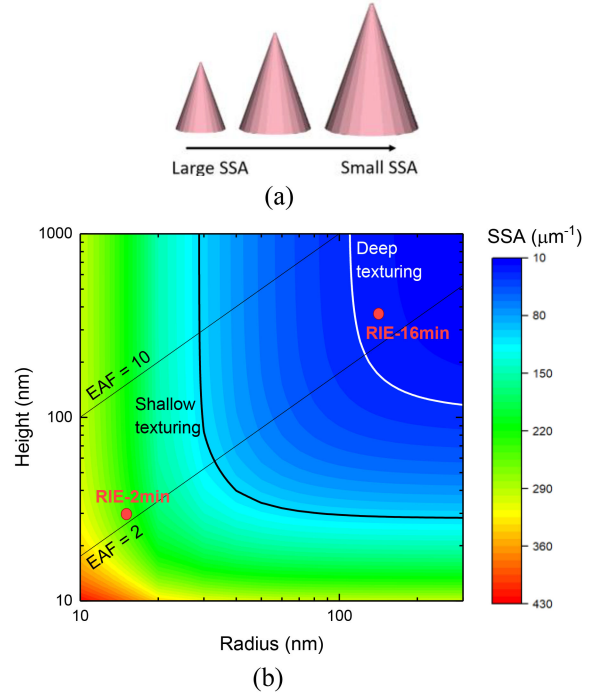 Large SSA
Small SSA
(a)
SSA (μm⁻¹)
1000
100
10
Height (nm)
Deep
texturing
RIE-16min
EAF = 10
Shallow
texturing
RIE-2min
EAF = 2
10
100
Radius (nm)
10
80
150
220
290
360
430
(b)